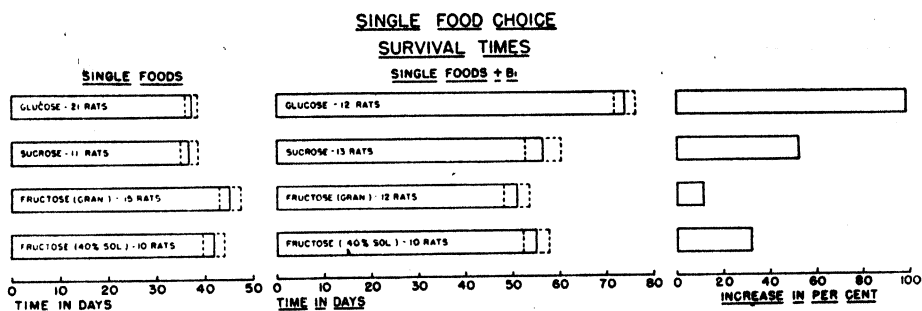 SINGLE FOOD CHOICE
SURVIVAL TIMES
SINGLE FOODS
GLUCOSE - 21 RATS
SUCROSE - 11 RATS
FRUCTOSE (GRAN) - 15 RATS
FRUCTOSE (40% SOL) - 10 RATS
0 10 20 30 40 50
TIME IN DAYS
SINGLE FOODS + B1
GLUCOSE - 12 RATS
SUCROSE - 13 RATS
FRUCTOSE (GRAN) - 12 RATS
FRUCTOSE (40% SOL) - 10 RATS
0 10 20 30 40 50 60 70 80
TIME IN DAYS
0 20 40 60 80 100
INCREASE IN PER CENT